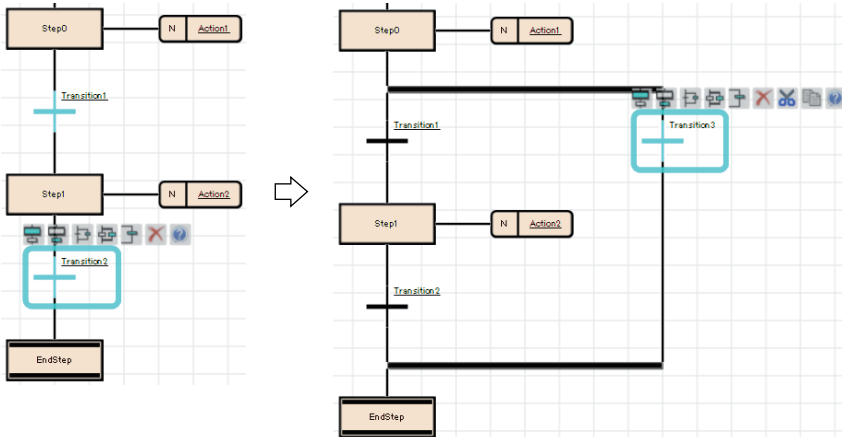 Step0
N
Action1
Transition1
Step1
N
Action2
Transition2
EndStep
Step0
N
Action1
Transition1
Transition3
Step1
N
Action2
Transition2
EndStep